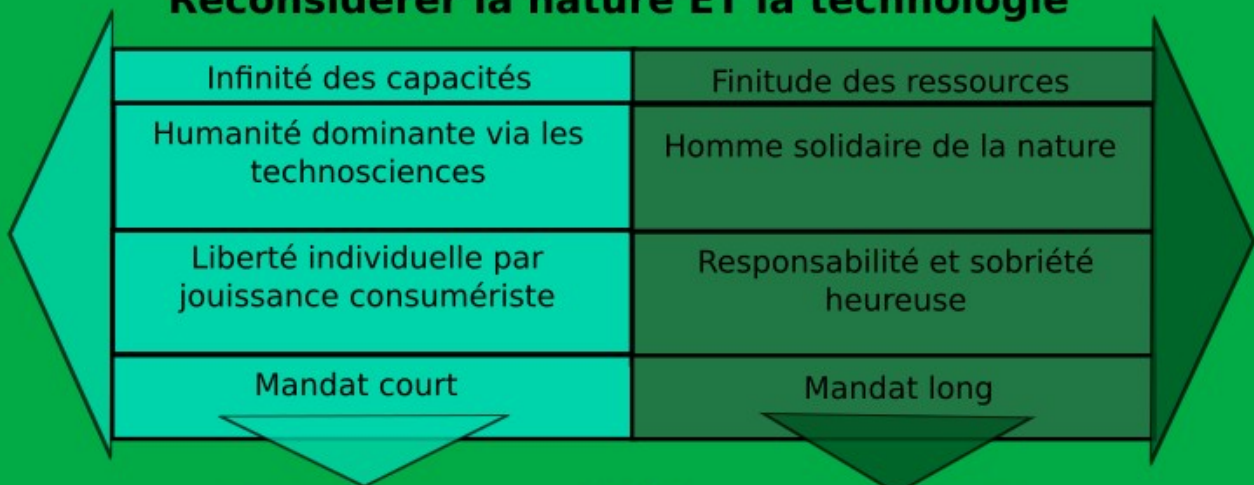 Reconsidérer la nature ET la technologie
Infinité des capacités
Finitude des ressources
Humanité dominante via les
technosciences
Homme solidaire de la nature
Liberté individuelle par
jouissance consumériste
Responsabilité et sobriété
heureuse
Mandat court
Mandat long